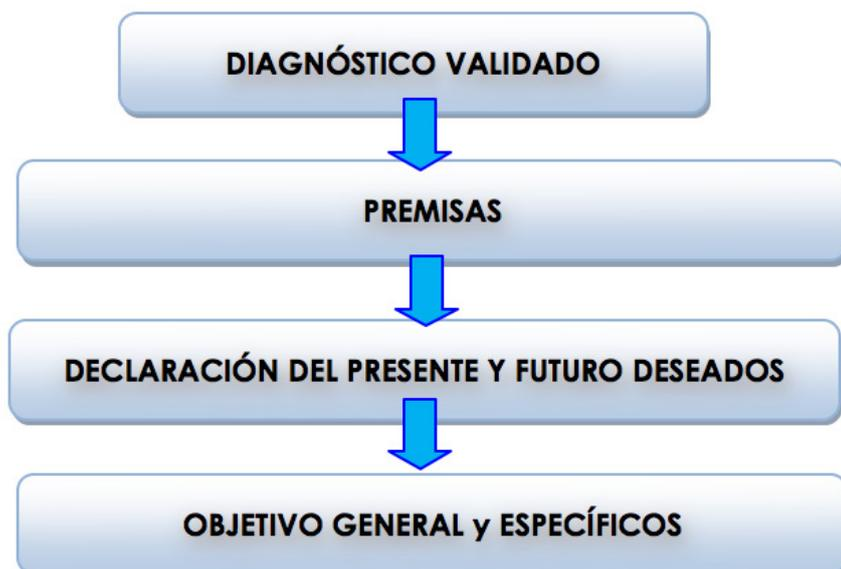 DIAGNÓSTICO VALIDADO
PREMISAS
DECLARACIÓN DEL PRESENTE Y FUTURO DESEADOS
OBJETIVO GENERAL y ESPECÍFICOS